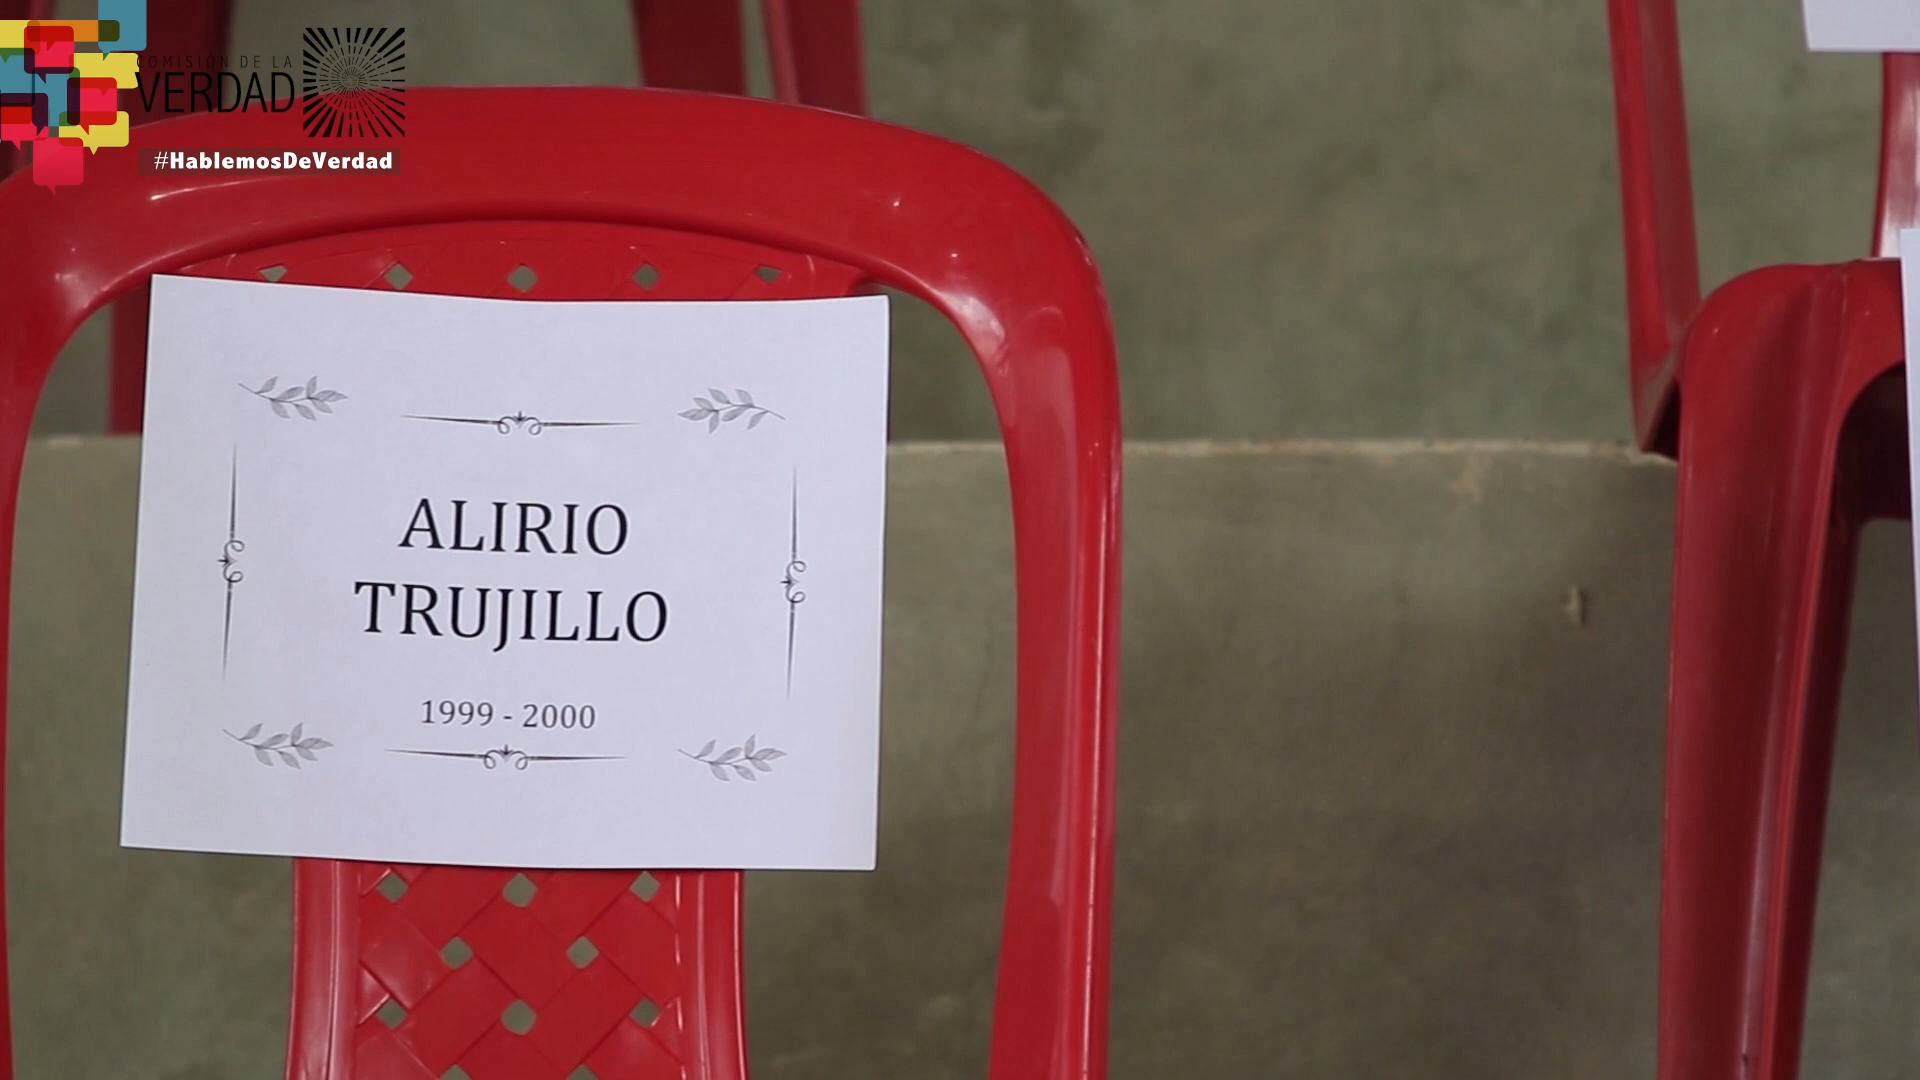 COMISIÓN DE LA
VERDAD
#HablemosDeVerdad
ALIRIO
TRUJILLO
1999 - 2000